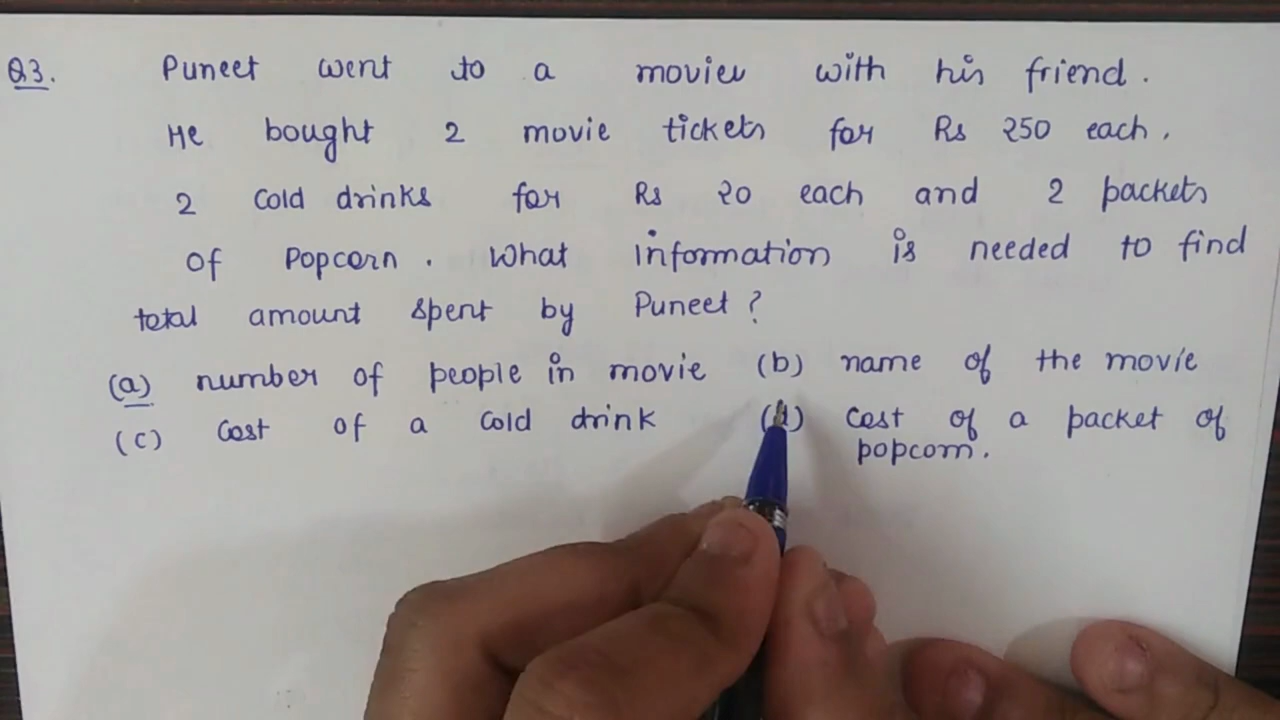 Q3. Puneet went to a movies with his friend.
He bought 2 movie tickets for Rs 250 each.
2 cold drinks for Rs 20 each and 2 packets
of Popcorn. What information is needed to find
total amount spent by Puneet?
(a) number of people in movie (b) name of the movie
(c) cost of a cold drink (d) cost of a packet of
popcorn.